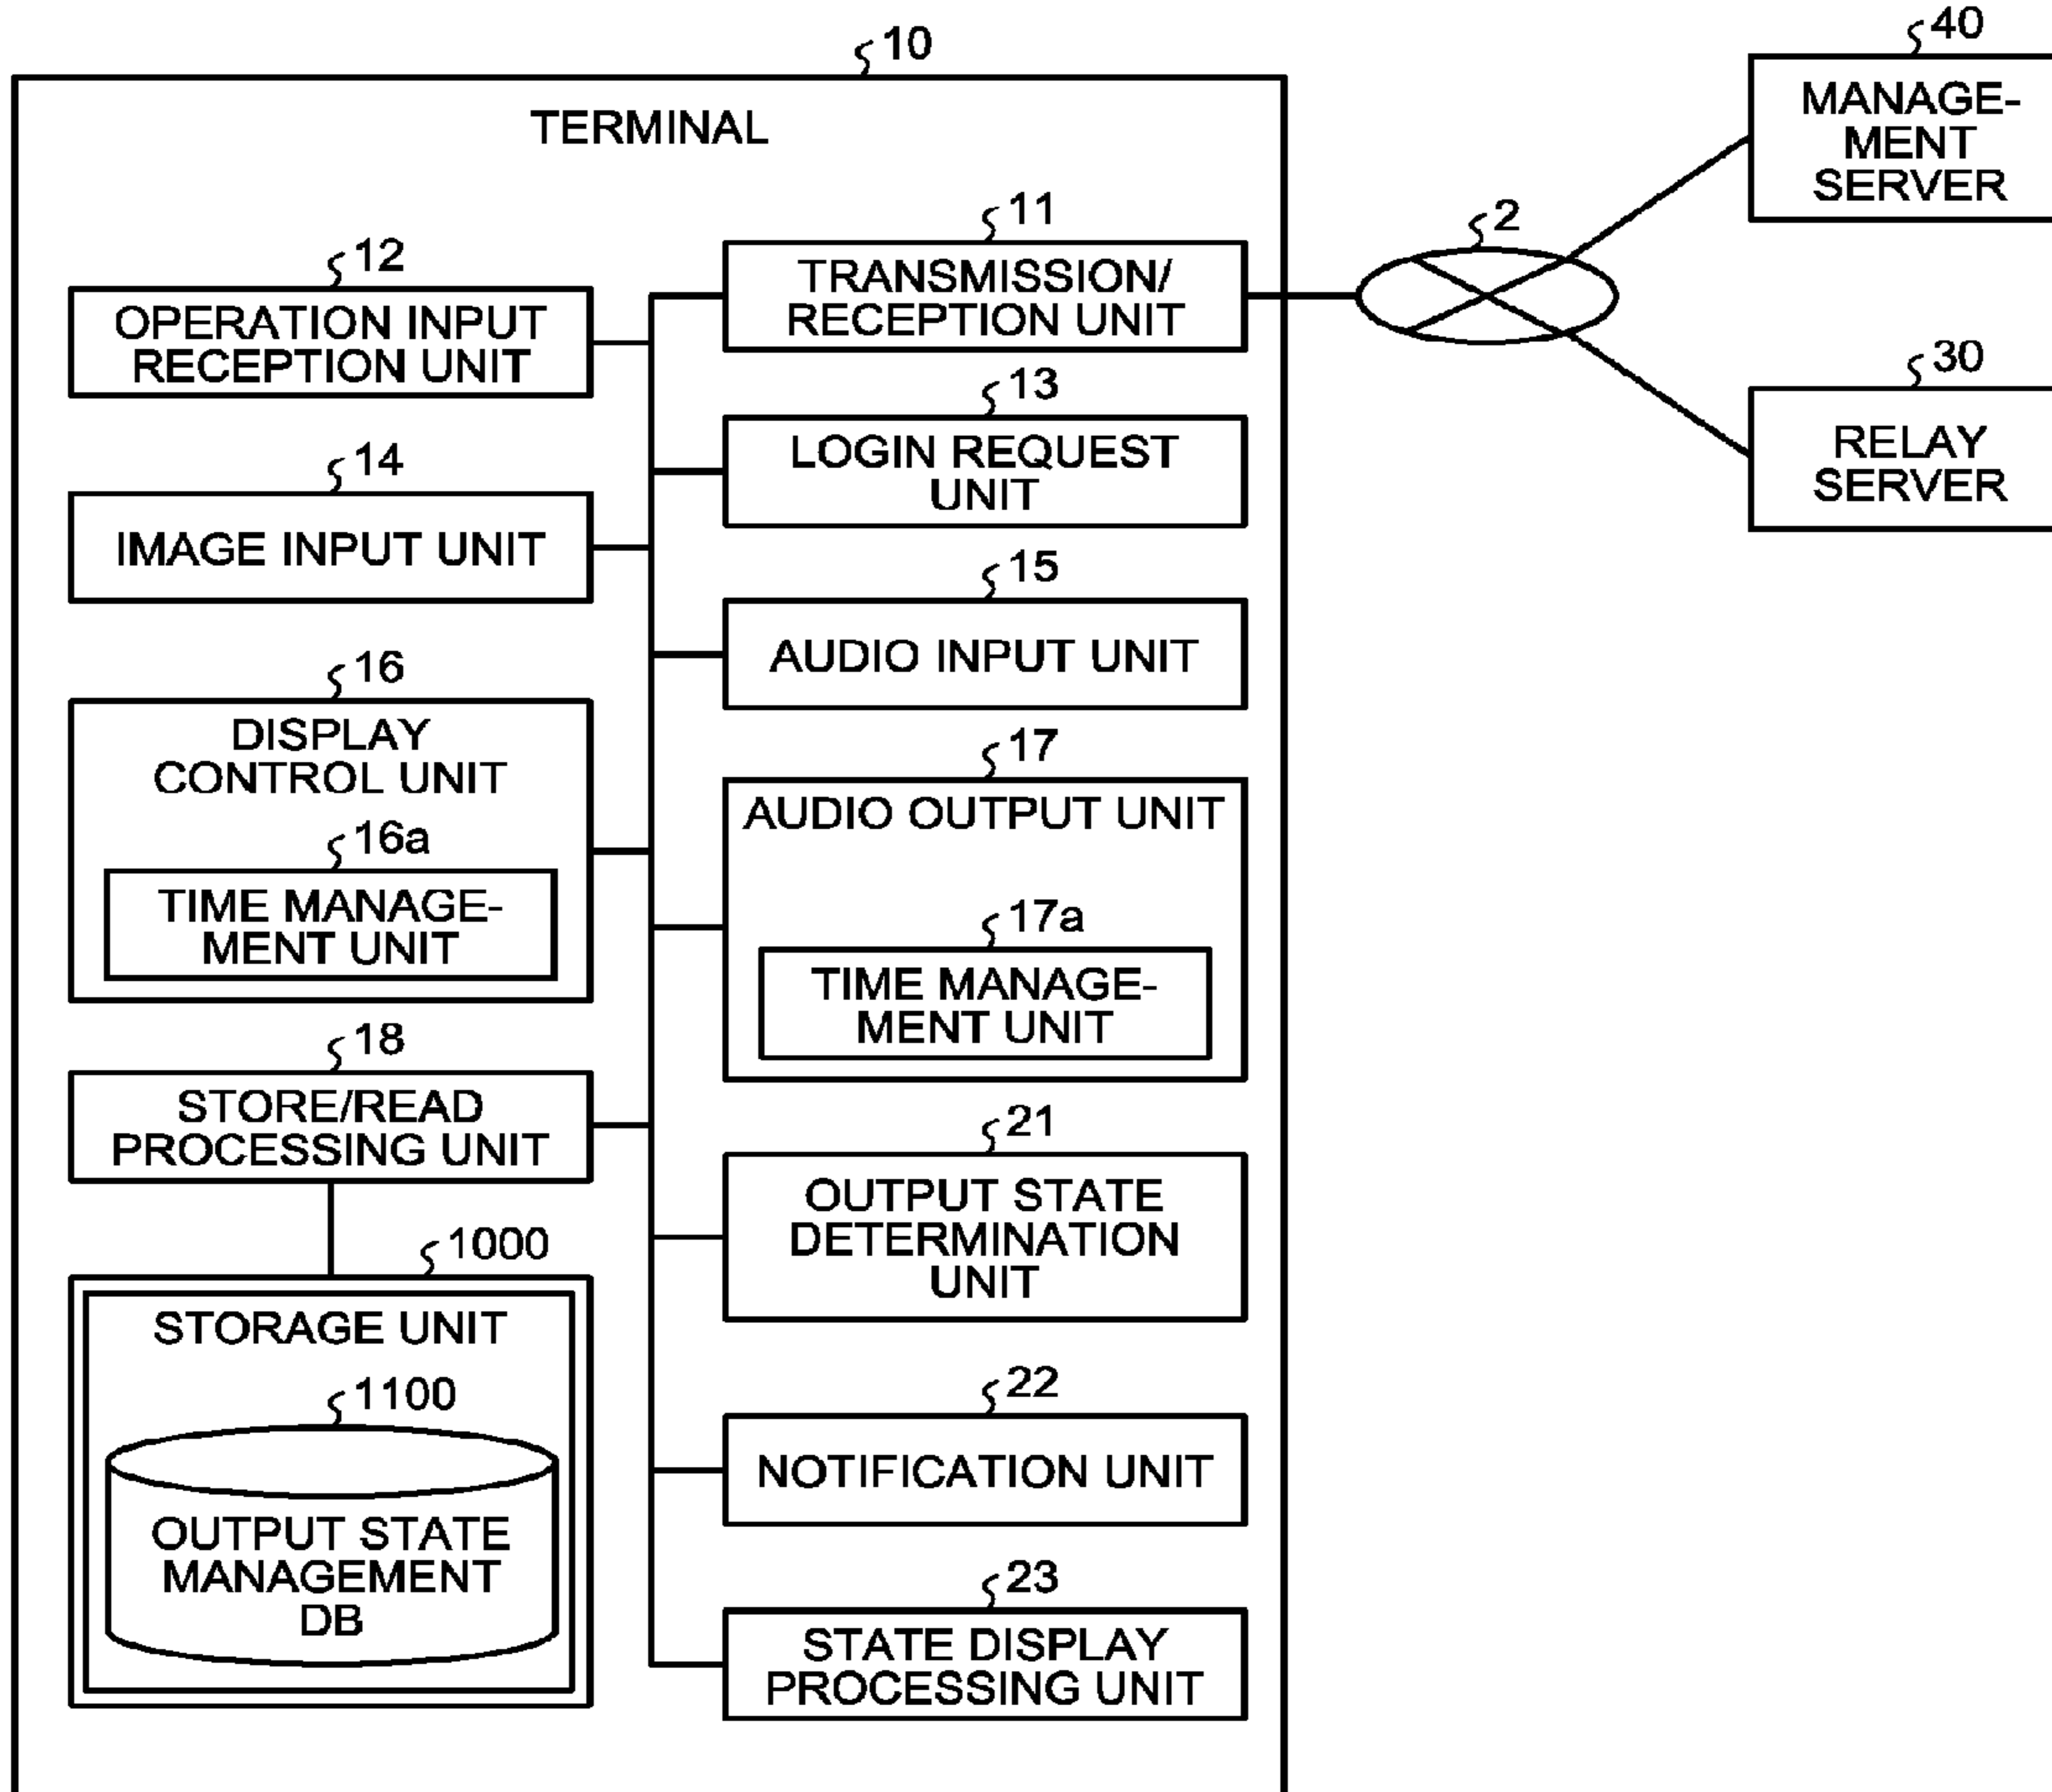 10
TERMINAL
40
MANAGE-
MENT
SERVER
2
30
RELAY
SERVER
12
OPERATION INPUT
RECEPTION UNIT
11
TRANSMISSION/
RECEPTION UNIT
13
LOGIN REQUEST
UNIT
14
IMAGE INPUT UNIT
15
AUDIO INPUT UNIT
16
DISPLAY
CONTROL UNIT
16a
TIME MANAGE-
MENT UNIT
17
AUDIO OUTPUT UNIT
17a
TIME MANAGE-
MENT UNIT
18
STORE/READ
PROCESSING UNIT
21
OUTPUT STATE
DETERMINATION
UNIT
1000
STORAGE UNIT
1100
OUTPUT STATE
MANAGEMENT
DB
22
NOTIFICATION UNIT
23
STATE DISPLAY
PROCESSING UNIT